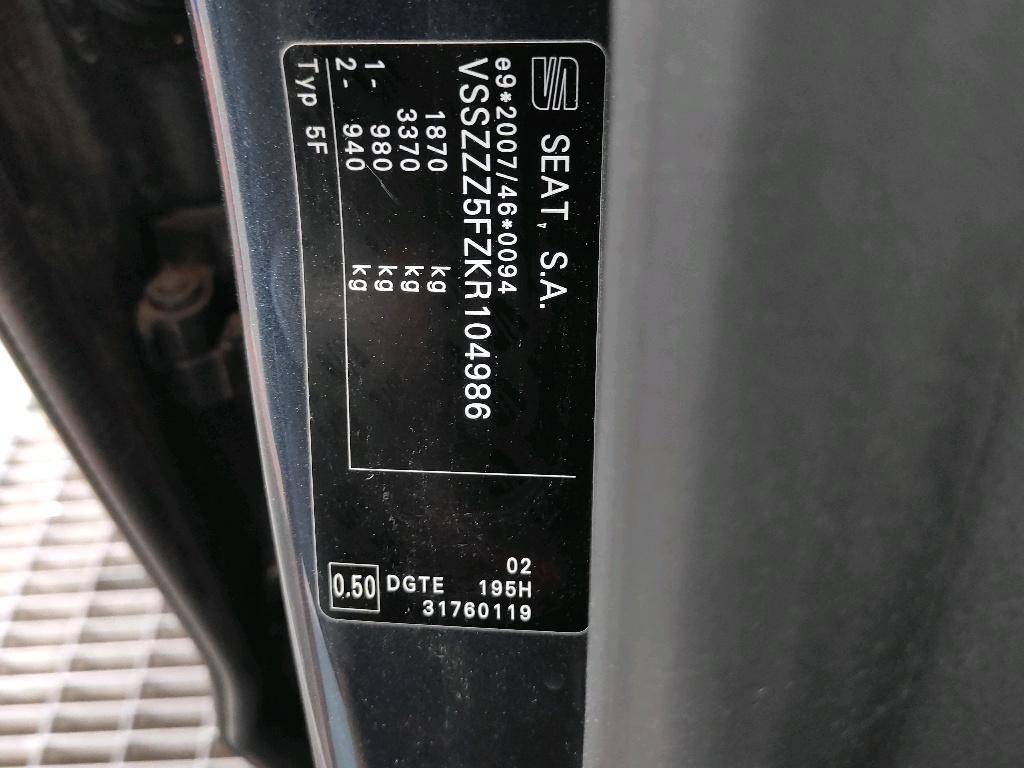 SEAT, S.A.
e9*2007/46*0094
VSSZZZ5FZKR104986
1870 kg
3370 kg
1- 980 kg
2- 940 kg
Typ 5F
02
195H
31760119
DGTE
0.50